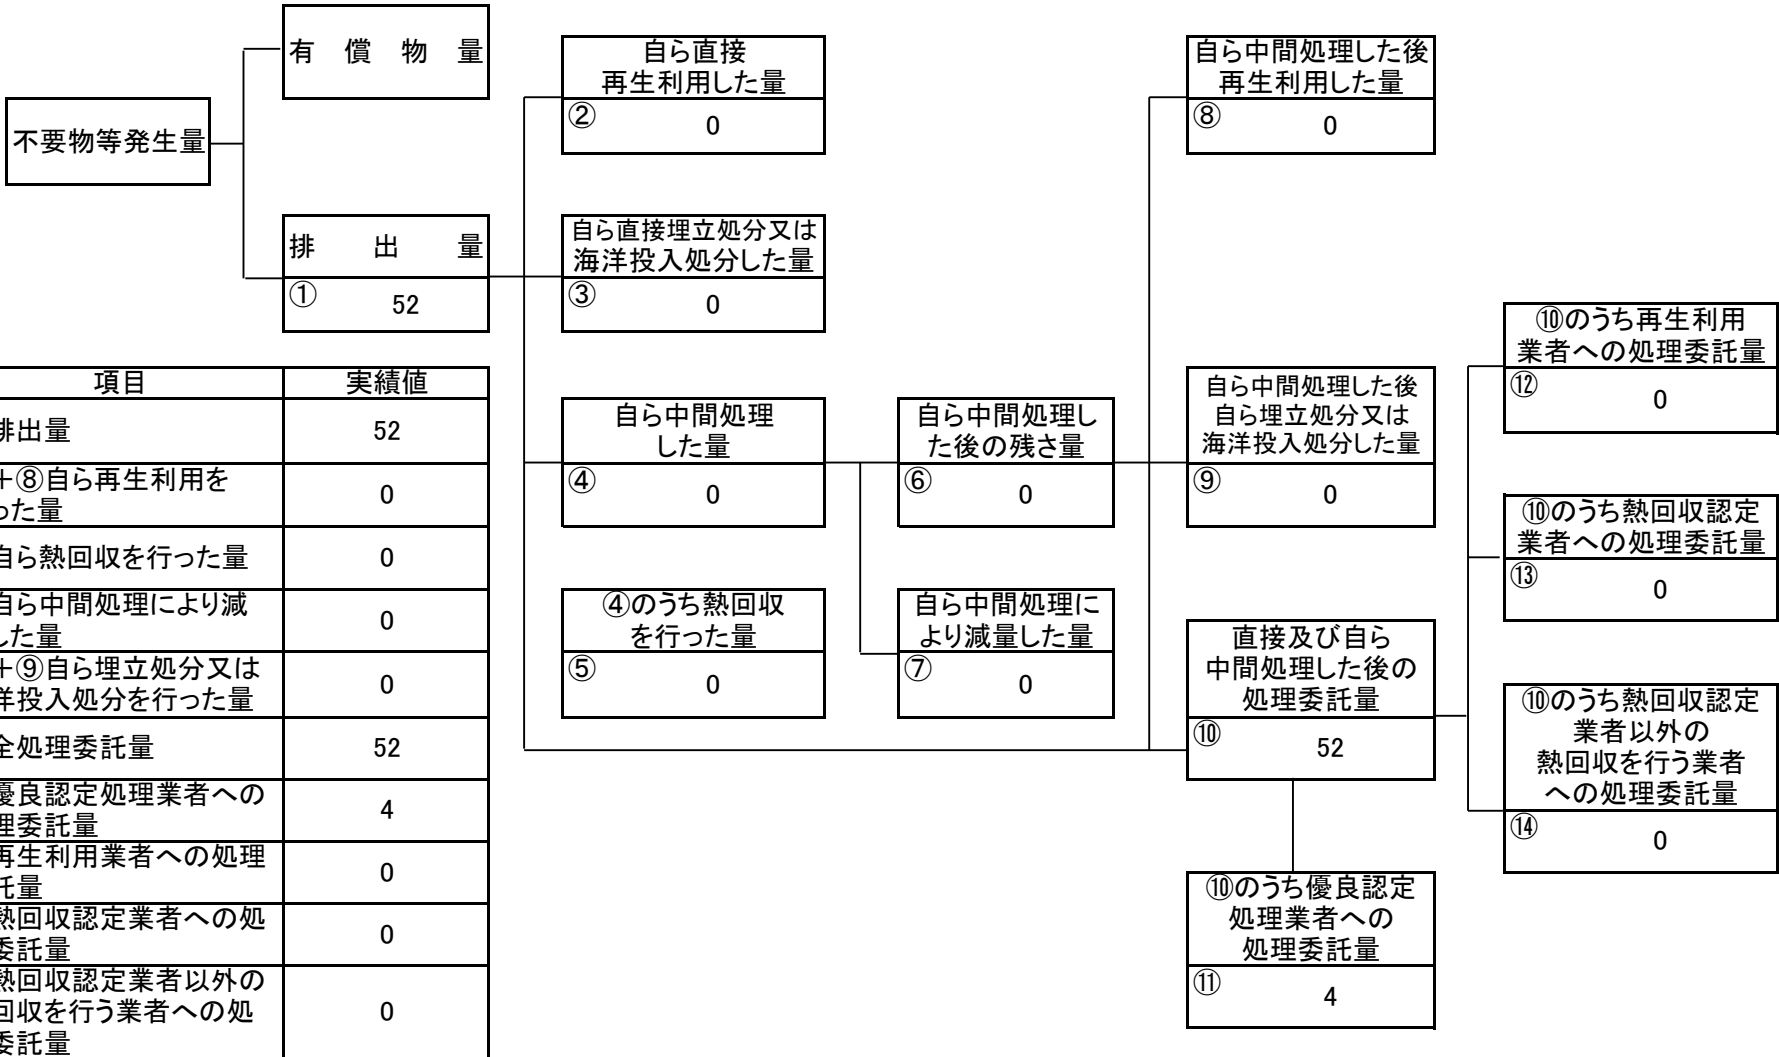 不要物等発生量
有償物量
排出量
①
52
自ら直接
再生利用した量
②
0
自ら直接埋立処分又は
海洋投入処分した量
③
0
自ら中間処理
した量
④
0
④のうち熱回収
を行った量
⑤
0
自ら中間処理し
た後の残さ量
⑥
0
自ら中間処理に
より減量した量
⑦
0
自ら中間処理した後
再生利用した量
⑧
0
自ら中間処理した後
自ら埋立処分又は
海洋投入処分した量
⑨
0
直接及び自ら
中間処理した後の
処理委託量
⑩
52
⑩のうち優良認定
処理業者への
処理委託量
⑪
4
⑩のうち再生利用
業者への処理委託量
⑫
0
⑩のうち熱回収認定
業者への処理委託量
⑬
0
⑩のうち熱回収認定
業者以外の
熱回収を行う業者
への処理委託量
⑭
0
項目 実績値
排出量 52
+⑧自ら再生利用を
った量
0
自ら熱回収を行った量 0
自ら中間処理により減
した量
0
+⑨自ら埋立処分又は
洋投入処分を行った量
0
全処理委託量 52
優良認定処理業者への
理委託量
4
再生利用業者への処理
託量
0
熱回収認定業者への処
委託量
0
熱回収認定業者以外の
回収を行う業者への処
委託量
0